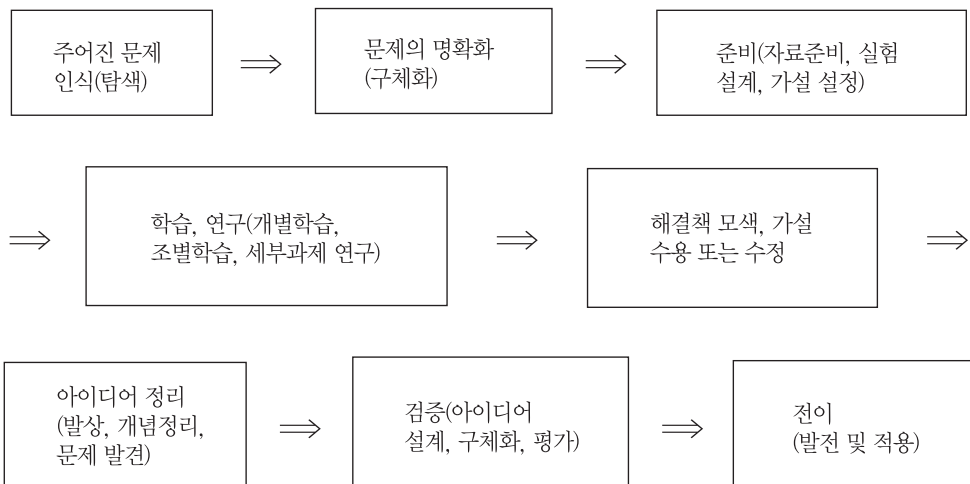 주어진 문제
인식(탐색)
문제의 명확화
(구체화)
준비(자료준비, 실험
설계, 가설 설정)
학습, 연구(개별학습,
조별학습, 세부과제 연구)
해결책 모색, 가설
수용 또는 수정
아이디어 정리
(발상, 개념정리,
문제 발견)
검증(아이디어
설계, 구체화, 평가)
전이
(발전 및 적용)